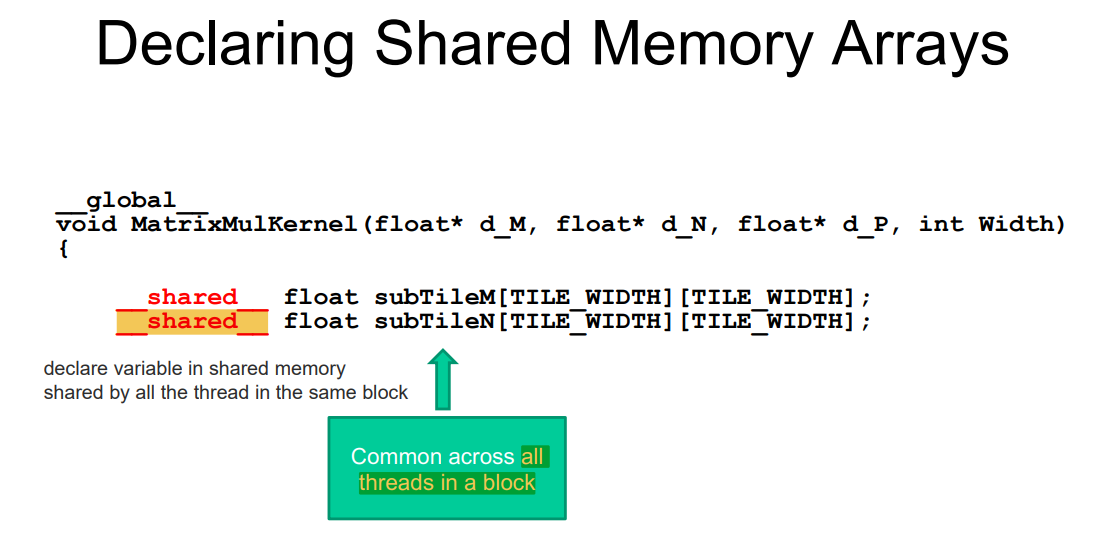 Declaring Shared Memory Arrays
__global__
void MatrixMulKernel(float* d_M, float* d_N, float* d_P, int Width)
{
__shared__ float subTileM[TILE_WIDTH][TILE_WIDTH];
__shared__ float subTileN[TILE_WIDTH][TILE_WIDTH];
declare variable in shared memory
shared by all the thread in the same block
Common across all
threads in a block